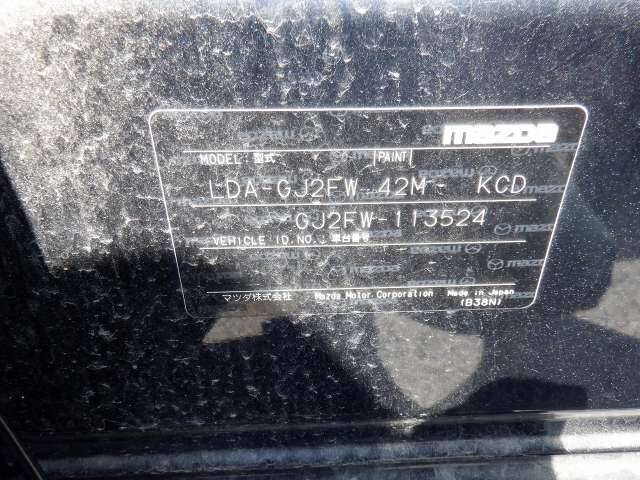 mazda
MODEL:型式 PAINT
LDA-GJ2FW 42M- KCD
GJ2FW-113524
VEHICLE ID.NO.:車台番号
マツダ株式会社 Mazda Motor Corporation Made in Japan
(B38N)